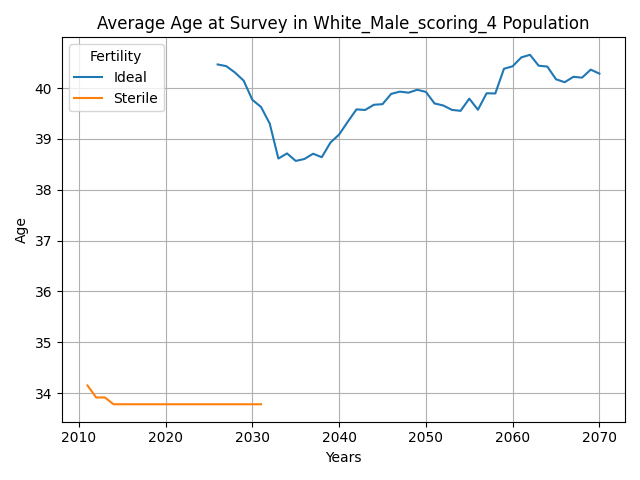 Average Age at Survey in White_Male_scoring_4 Population
Fertility
Ideal
Sterile
Age
40
39
38
37
36
35
34
2010 2020 2030 2040 2050 2060 2070
Years